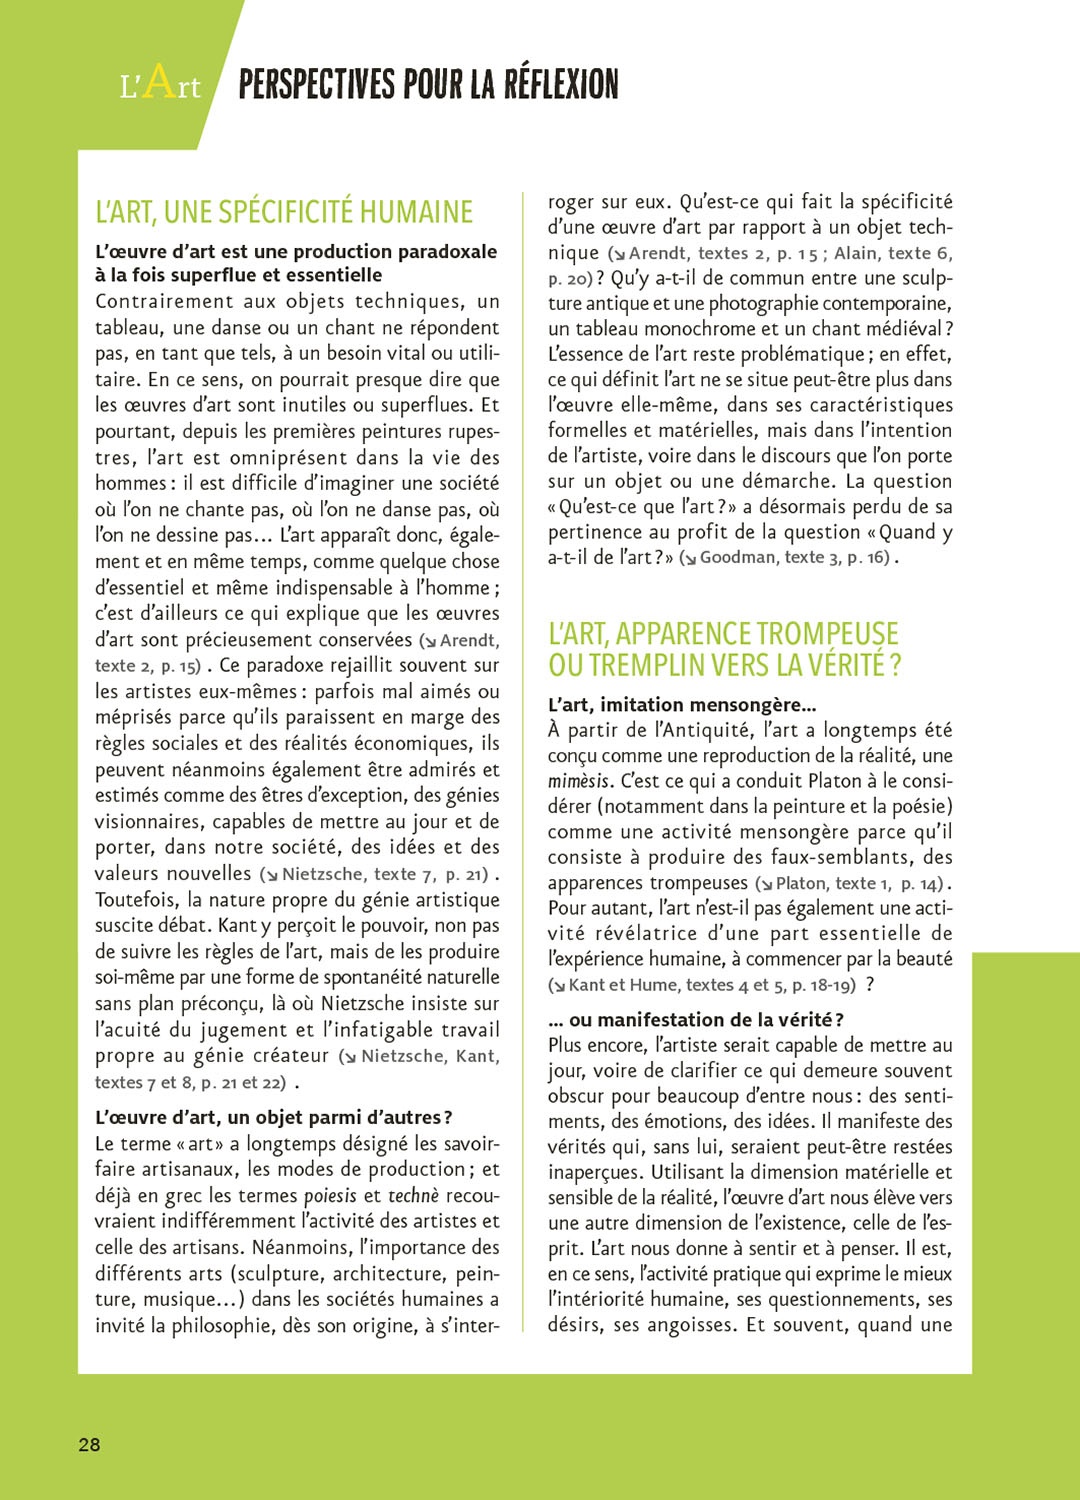 L'Art PERSPECTIVES POUR LA RÉFLEXION
L'ART, UNE SPÉCIFICITÉ HUMAINE
L'œuvre d'art est une production paradoxale
à la fois superflue et essentielle
Contrairement aux objets techniques, un
tableau, une danse ou un chant ne répondent
pas, en tant que tels, à un besoin vital ou utili-
taire. En ce sens, on pourrait presque dire que
les œuvres d'art sont inutiles ou superflues. Et
pourtant, depuis les premières peintures rupes-
tres, l'art est omniprésent dans la vie des
hommes : il est difficile d'imaginer une société
où l'on ne chante pas, où l'on ne danse pas, où
l'on ne dessine pas… L'art apparaît donc, égale-
ment et en même temps, comme quelque chose
d'essentiel et même indispensable à l'homme ;
c'est d'ailleurs ce qui explique que les œuvres
d'art sont précieusement conservées (↘ Arendt,
texte 2, p. 15) . Ce paradoxe rejaillit souvent sur
les artistes eux-mêmes : parfois mal aimés ou
méprisés parce qu'ils paraissent en marge des
règles sociales et des réalités économiques, ils
peuvent néanmoins également être admirés et
estimés comme des êtres d'exception, des génies
visionnaires, capables de mettre au jour et de
porter, dans notre société, des idées et des
valeurs nouvelles (↘ Nietzsche, texte 7, p. 21) .
Toutefois, la nature propre du génie artistique
suscite débat. Kant y perçoit le pouvoir, non pas
de suivre les règles de l'art, mais de les produire
soi-même par une forme de spontanéité naturelle
sans plan préconçu, là où Nietzsche insiste sur
l'acuité du jugement et l'infatigable travail
propre au génie créateur (↘ Nietzsche, Kant,
textes 7 et 8, p. 21 et 22) .
L'œuvre d'art, un objet parmi d'autres ?
Le terme « art » a longtemps désigné les savoir-
faire artisanaux, les modes de production ; et
déjà en grec les termes poiesis et technè recou-
vraient indifféremment l'activité des artistes et
celle des artisans. Néanmoins, l'importance des
différents arts (sculpture, architecture, pein-
ture, musique…) dans les sociétés humaines a
invité la philosophie, dès son origine, à s'inter-
roger sur eux. Qu'est-ce qui fait la spécificité
d'une œuvre d'art par rapport à un objet tech-
nique (↘ Arendt, textes 2, p. 15 ; Alain, texte 6,
p. 20) ? Qu'y a-t-il de commun entre une sculp-
ture antique et une photographie contemporaine,
un tableau monochrome et un chant médiéval ?
L'essence de l'art reste problématique ; en effet,
ce qui définit l'art ne se situe peut-être plus dans
l'œuvre elle-même, dans ses caractéristiques
formelles et matérielles, mais dans l'intention
de l'artiste, voire dans le discours que l'on porte
sur un objet ou une démarche. La question
« Qu'est-ce que l'art ? » a désormais perdu de sa
pertinence au profit de la question « Quand y
a-t-il de l'art ? » (↘ Goodman, texte 3, p. 16) .
L'ART, APPARENCE TROMPEUSE
OU TREMPLIN VERS LA VÉRITÉ ?
L'art, imitation mensongère…
À partir de l'Antiquité, l'art a longtemps été
conçu comme une reproduction de la réalité, une
mimèsis. C'est ce qui a conduit Platon à le consi-
dérer (notamment dans la peinture et la poésie)
comme une activité mensongère parce qu'il
consiste à produire des faux-semblants, des
apparences trompeuses (↘ Platon, texte 1, p. 14) .
Pour autant, l'art n'est-il pas également une acti-
vité révélatrice d'une part essentielle de
l'expérience humaine, à commencer par la beauté
(↘ Kant et Hume, textes 4 et 5, p. 18-19) ?
… ou manifestation de la vérité ?
Plus encore, l'artiste serait capable de mettre au
jour, voire de clarifier ce qui demeure souvent
obscur pour beaucoup d'entre nous : des senti-
ments, des émotions, des idées. Il manifeste des
vérités qui, sans lui, seraient peut-être restées
inaperçues. Utilisant la dimension matérielle et
sensible de la réalité, l'œuvre d'art nous élève vers
une autre dimension de l'existence, celle de l'es-
prit. L'art nous donne à sentir et à penser. Il est,
en ce sens, l'activité pratique qui exprime le mieux
l'intériorité humaine, ses questionnements, ses
désirs, ses angoisses. Et souvent, quand une
28